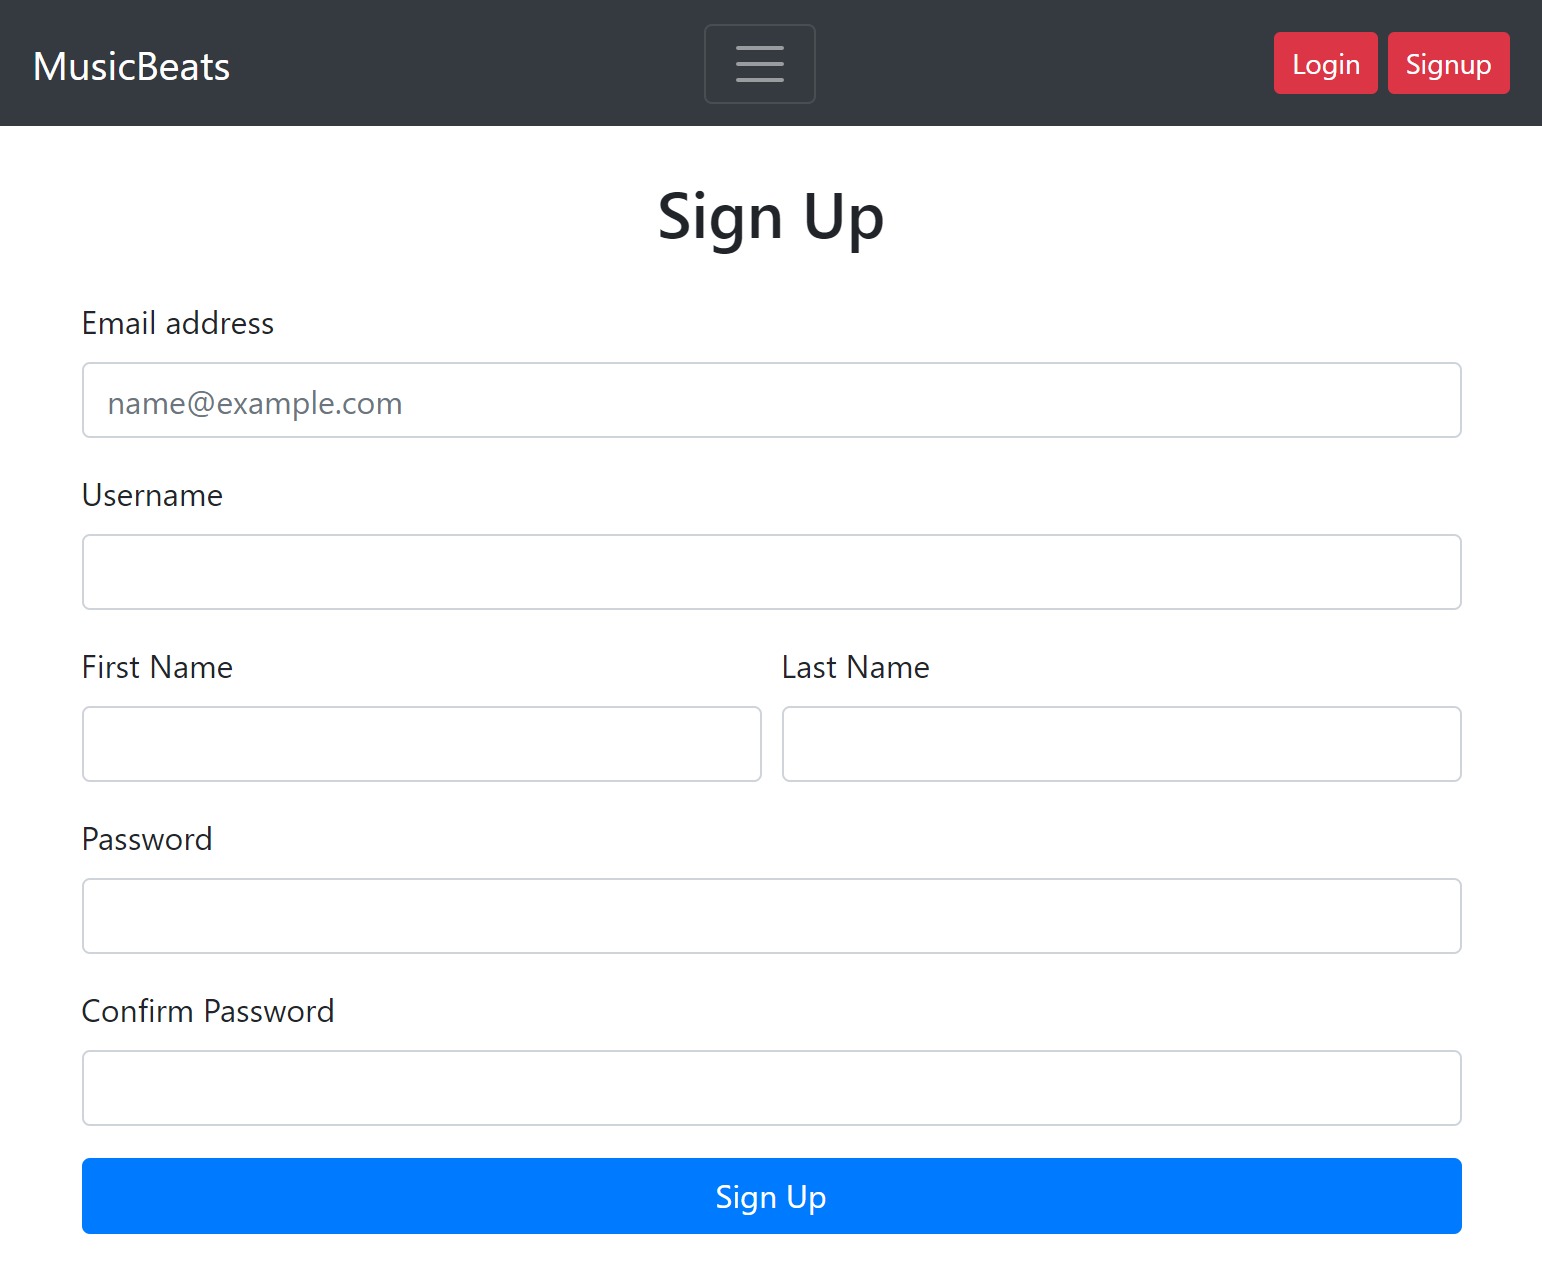 MusicBeats
Login Signup
Sign Up
Email address
name@example.com
Username
First Name Last Name
Password
Confirm Password
Sign Up